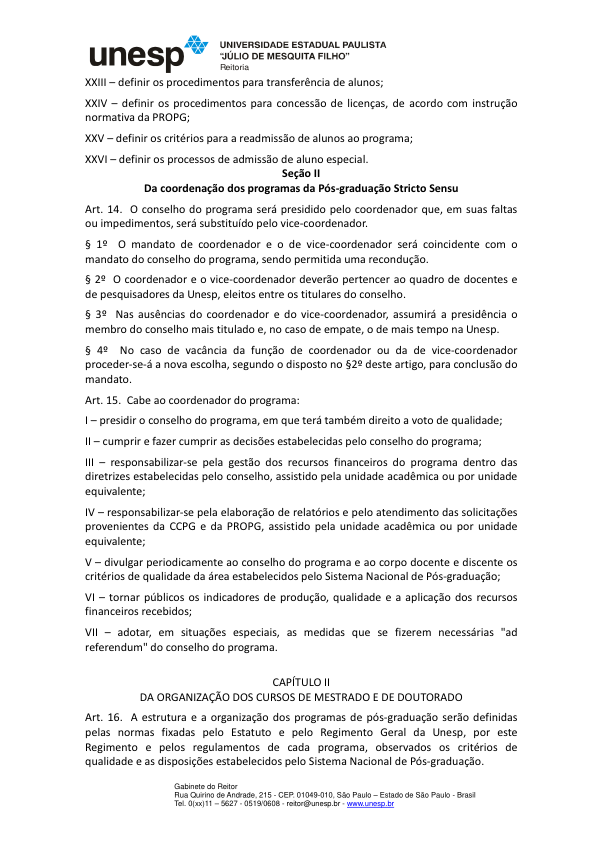 unesp
UNIVERSIDADE ESTADUAL PAULISTA
"JÚLIO DE MESQUITA FILHO"
Reitoria
XXIII – definir os procedimentos para transferência de alunos;
XXIV – definir os procedimentos para concessão de licenças, de acordo com instrução
normativa da PROPG;
XXV – definir os critérios para a readmissão de alunos ao programa;
XXVI – definir os processos de admissão de aluno especial.
Seção II
Da coordenação dos programas da Pós-graduação Stricto Sensu
Art. 14. O conselho do programa será presidido pelo coordenador que, em suas faltas
ou impedimentos, será substituído pelo vice-coordenador.
§ 1º O mandato de coordenador e o de vice-coordenador será coincidente com o
mandato do conselho do programa, sendo permitida uma recondução.
§ 2º O coordenador e o vice-coordenador deverão pertencer ao quadro de docentes e
de pesquisadores da Unesp, eleitos entre os titulares do conselho.
§ 3º Nas ausências do coordenador e do vice-coordenador, assumirá a presidência o
membro do conselho mais titulado e, no caso de empate, o de mais tempo na Unesp.
§ 4º No caso de vacância da função de coordenador ou da de vice-coordenador
proceder-se-á a nova escolha, segundo o disposto no §2º deste artigo, para conclusão do
mandato.
Art. 15. Cabe ao coordenador do programa:
I – presidir o conselho do programa, em que terá também direito a voto de qualidade;
II – cumprir e fazer cumprir as decisões estabelecidas pelo conselho do programa;
III – responsabilizar-se pela gestão dos recursos financeiros do programa dentro das
diretrizes estabelecidas pelo conselho, assistido pela unidade acadêmica ou por unidade
equivalente;
IV – responsabilizar-se pela elaboração de relatórios e pelo atendimento das solicitações
provenientes da CCPG e da PROPG, assistido pela unidade acadêmica ou por unidade
equivalente;
V – divulgar periodicamente ao conselho do programa e ao corpo docente e discente os
critérios de qualidade da área estabelecidos pelo Sistema Nacional de Pós-graduação;
VI – tornar públicos os indicadores de produção, qualidade e a aplicação dos recursos
financeiros recebidos;
VII – adotar, em situações especiais, as medidas que se fizerem necessárias "ad
referendum" do conselho do programa.
CAPÍTULO II
DA ORGANIZAÇÃO DOS CURSOS DE MESTRADO E DE DOUTORADO
Art. 16. A estrutura e a organização dos programas de pós-graduação serão definidas
pelas normas fixadas pelo Estatuto e pelo Regimento Geral da Unesp, por este
Regimento e pelos regulamentos de cada programa, observados os critérios de
qualidade e as disposições estabelecidos pelo Sistema Nacional de Pós-graduação.
Gabinete do Reitor
Rua Quirino de Andrade, 215 - CEP. 01049-010, São Paulo – Estado de São Paulo - Brasil
Tel. 0(xx)11 – 5627 - 0519/0608 - reitor@unesp.br - www.unesp.br